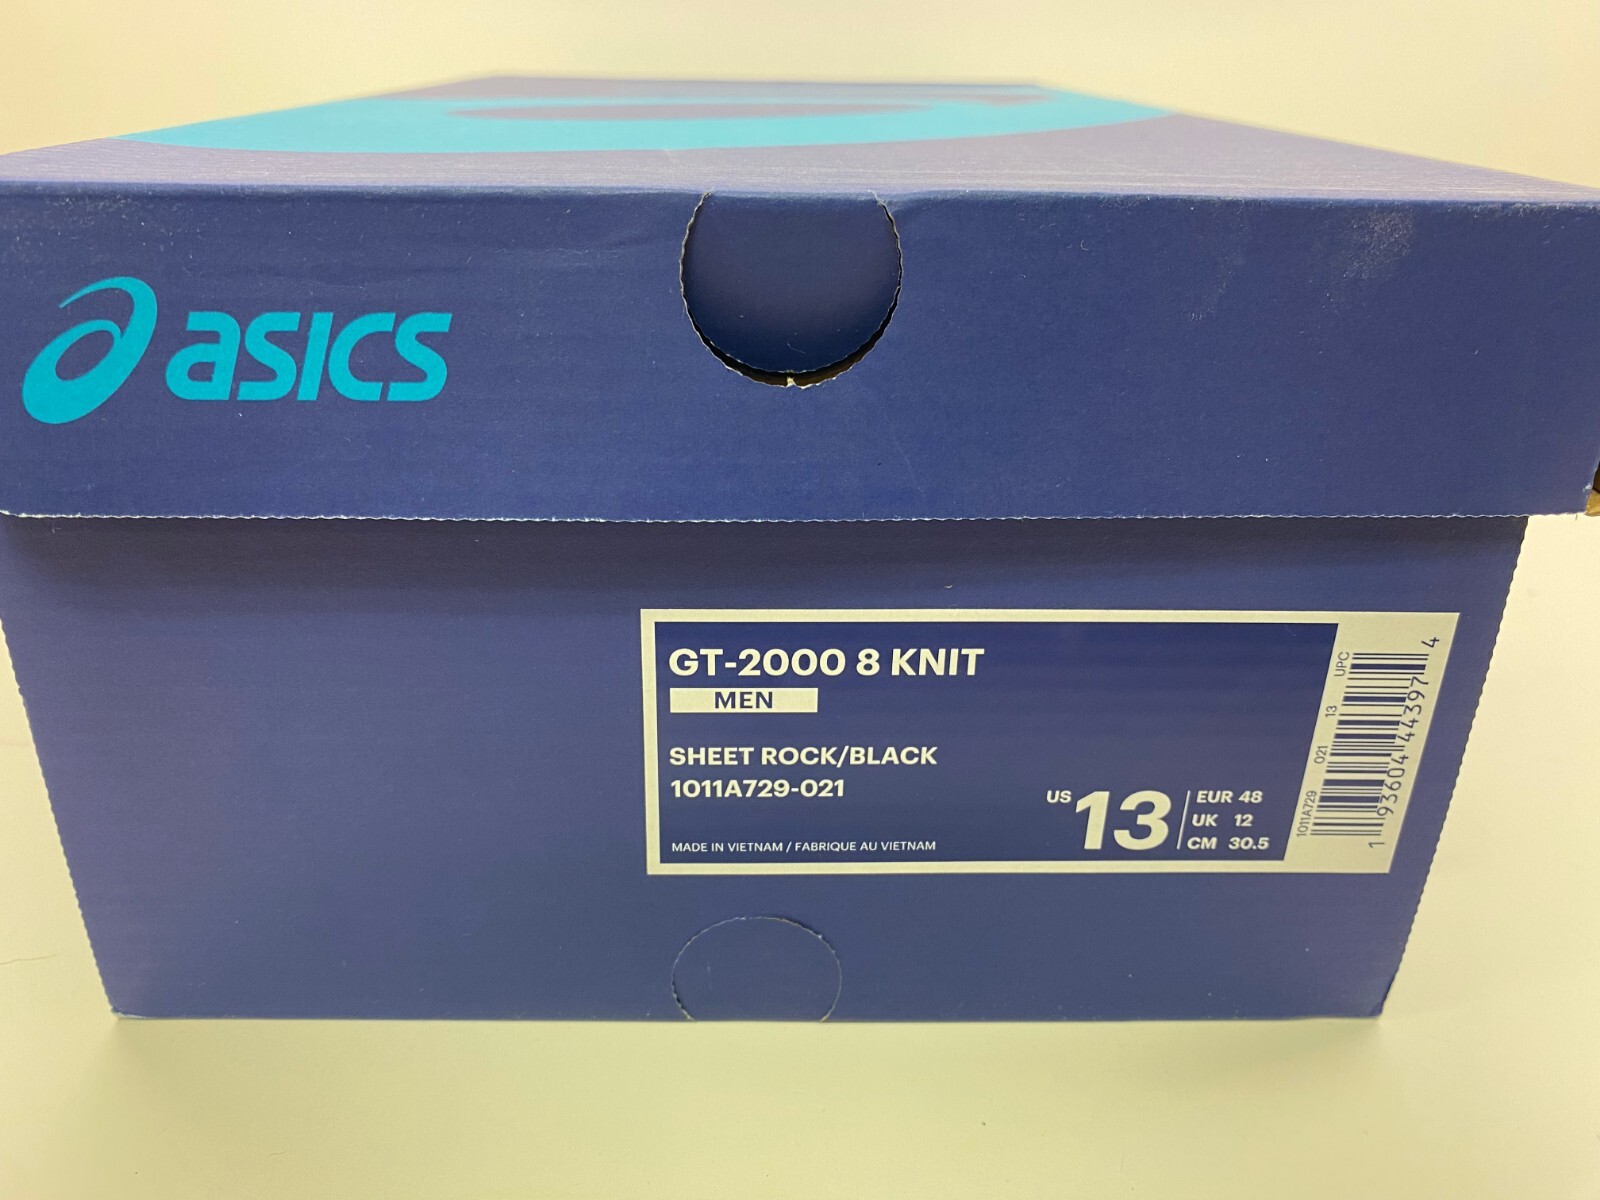 asics
GT-2000 8 KNIT
MEN
SHEET ROCK/BLACK
1011A729-021
MADE IN VIETNAM / FABRIQUE AU VIETNAM
US 13
EUR 48
UK 12
CM 30.5
1011A729 021 13 UPC
1 93604 44397 4